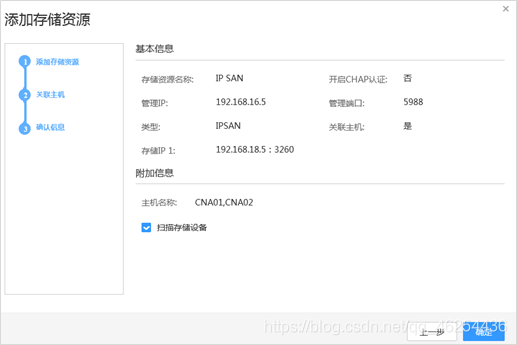 添加存储资源
×
1 添加存储资源
2 关联主机
3 确认信息
基本信息
存储资源名称: IP SAN 开启CHAP认证: 否
管理IP: 192.168.16.5 管理端口: 5988
类型: IPSAN 关联主机: 是
存储IP 1: 192.168.18.5 : 3260
附加信息
主机名称: CNA01,CNA02
扫描存储设备
上一步 确定
https://blog.csdn.net/qq_46254436